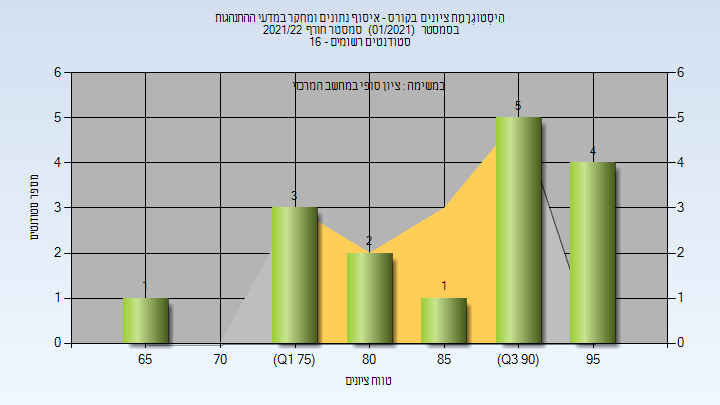 היסטוגרמת ציונים בקורס - איסוף נתונים ומחקר במדעי ההתנהגות
בסמסטר (01/2021) סמסטר חורף 2021/22
סטודנטים רשומים - 16
במשימה : ציון סופי במחשב המרכזי
מספר סטודנטים
6 6
5 5
4 4
3 3
2 2
1 1
0 0
1 3 2 1 5 4
65 70 (Q1 75) 80 85 (Q3 90) 95
טווח ציונים